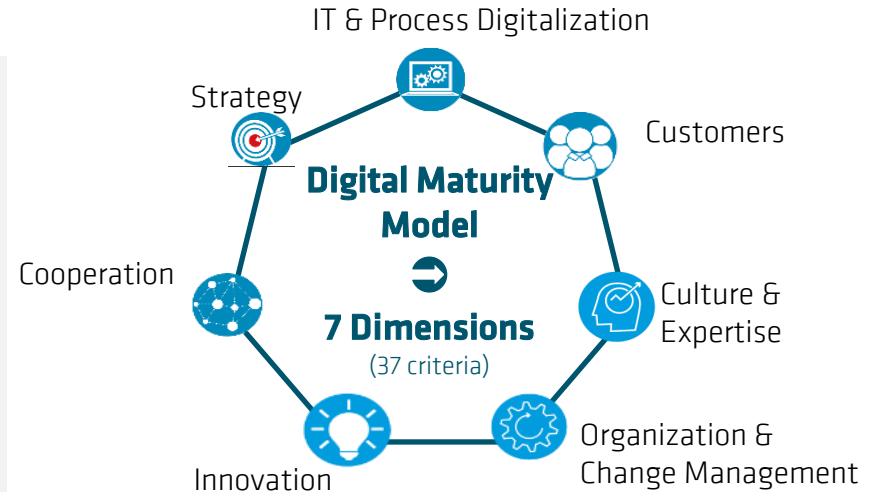 IT & Process Digitalization
Strategy
Customers
Digital Maturity
Model
7 Dimensions
(37 criteria)
Cooperation
Culture &
Expertise
Organization &
Change Management
Innovation